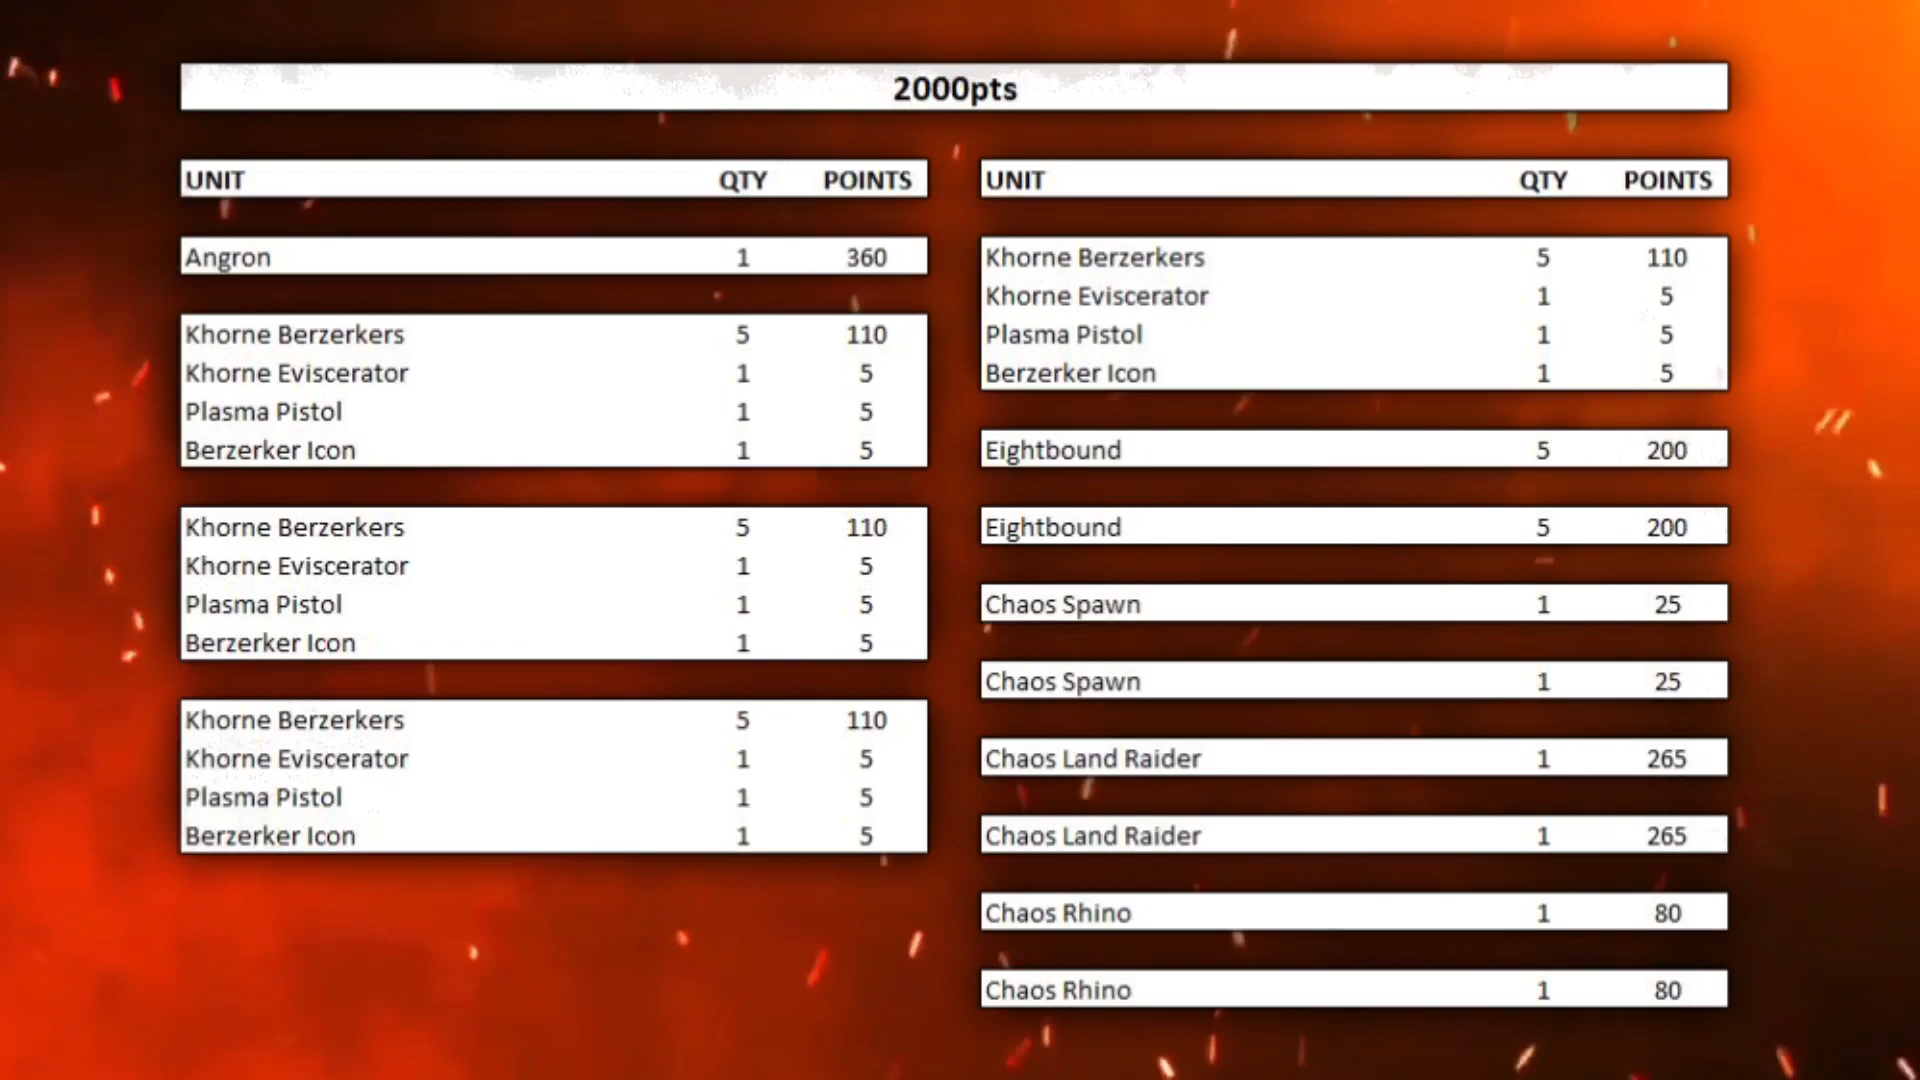 2000pts
UNIT QTY POINTS
Angron 1 360
Khorne Berzerkers 5 110
Khorne Eviscerator 1 5
Plasma Pistol 1 5
Berzerker Icon 1 5
Khorne Berzerkers 5 110
Khorne Eviscerator 1 5
Plasma Pistol 1 5
Berzerker Icon 1 5
Khorne Berzerkers 5 110
Khorne Eviscerator 1 5
Plasma Pistol 1 5
Berzerker Icon 1 5
UNIT QTY POINTS
Khorne Berzerkers 5 110
Khorne Eviscerator 1 5
Plasma Pistol 1 5
Berzerker Icon 1 5
Eightbound 5 200
Eightbound 5 200
Chaos Spawn 1 25
Chaos Spawn 1 25
Chaos Land Raider 1 265
Chaos Land Raider 1 265
Chaos Rhino 1 80
Chaos Rhino 1 80